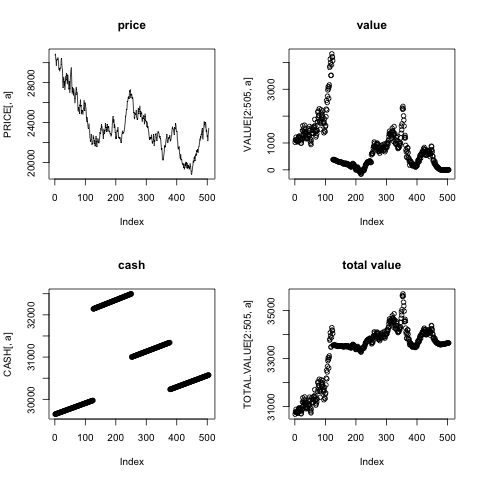 price
PRICE[, a]
20000 22000 24000 28000
0 100 200 300 400 500
Index
value
VALUE[2:505, a]
0 1000 3000
0 100 200 300 400 500
Index
cash
CASH[, a]
30000 31000 32000
0 100 200 300 400 500
Index
total value
TOTAL.VALUE[2:505, a]
31000 33000 35000
0 100 200 300 400 500
Index